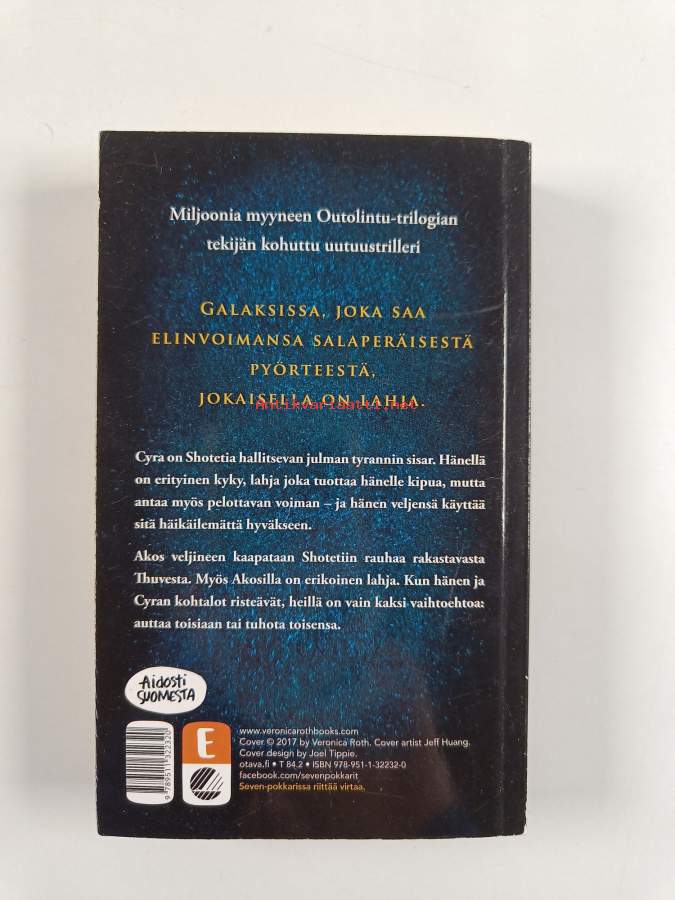 Miljoonia myyneen Outolintu-trilogian
tekijän kohuttu uutuustrilleri
GALAKSISSA, JOKA SAA
ELINVOIMANSA SALAPERÄISESTÄ
PYÖRTEESTÄ,
JOKAISELLA ON LAHJA.
Antikvariaatti.net
Cyra on Shotetia hallitsevan julman tyrannin sisar. Hänellä
on erityinen kyky, lahja joka tuottaa hänelle kipua, mutta
antaa myös pelottavan voiman – ja hänen veljensä käyttää
sitä häikäilemättä hyväkseen.
Akos veljineen kaapataan Shotetiin rauhaa rakastavasta
Thuvesta. Myös Akosilla on erikoinen lahja. Kun hänen ja
Cyran kohtalot risteävät, heillä on vain kaksi vaihtoehtoa:
auttaa toisiaan tai tuhota toisensa.
Aidosti
SUOMESTA
9 789511 322320
E
www.veronicarothbooks.com
Cover © 2017 by Veronica Roth. Cover artist Jeff Huang.
Cover design by Joel Tippie.
otava.fi • T 84.2 • ISBN 978-951-1-32232-0
facebook.com/sevenpokkarit
Seven-pokkarissa riittää virtaa.